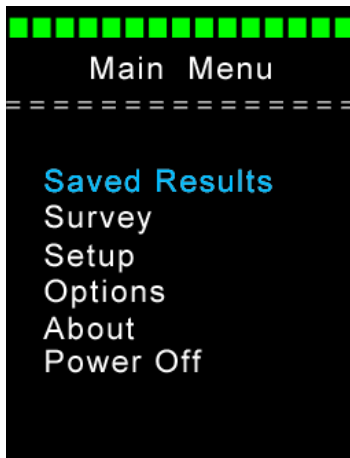 Main Menu
===============
Saved Results
Survey
Setup
Options
About
Power Off